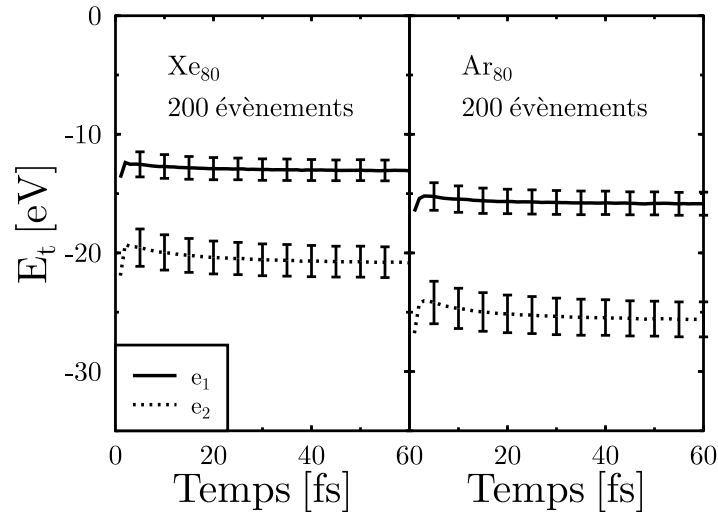 0
-10
-20
-30
E_t [eV]
Xe₈₀
200 évènements
Ar₈₀
200 évènements
e₁
e₂
0 20 40 60 20 40 60
Temps [fs] Temps [fs]